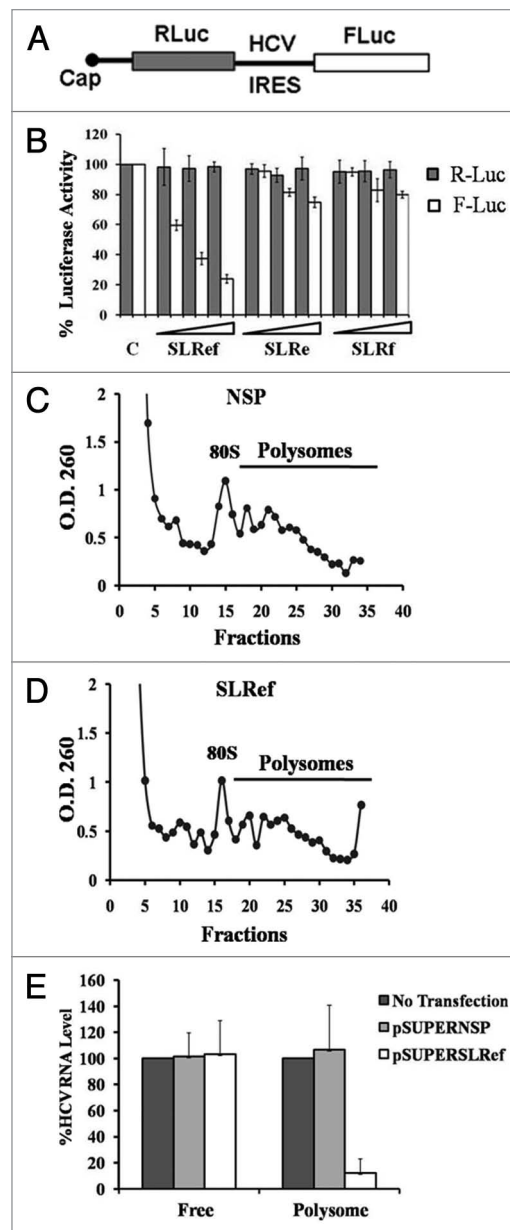 A
RLuc
HCV
FLuc
Cap
IRES
B
120
100
80
60
40
20
0
% Luciferase Activity
R-Luc
F-Luc
C
SLRef
SLRe
SLRf
C
NSP
2
1.5
1
0.5
0
O.D. 260
80S
Polysomes
0 5 10 15 20 25 30 35 40
Fractions
D
SLRef
2
1.5
1
0.5
0
O.D. 260
80S
Polysomes
0 5 10 15 20 25 30 35 40
Fractions
E
160
140
120
100
80
60
40
20
0
%HCV RNA Level
No Transfection
pSUPERNSP
pSUPERSLRef
Free
Polysome